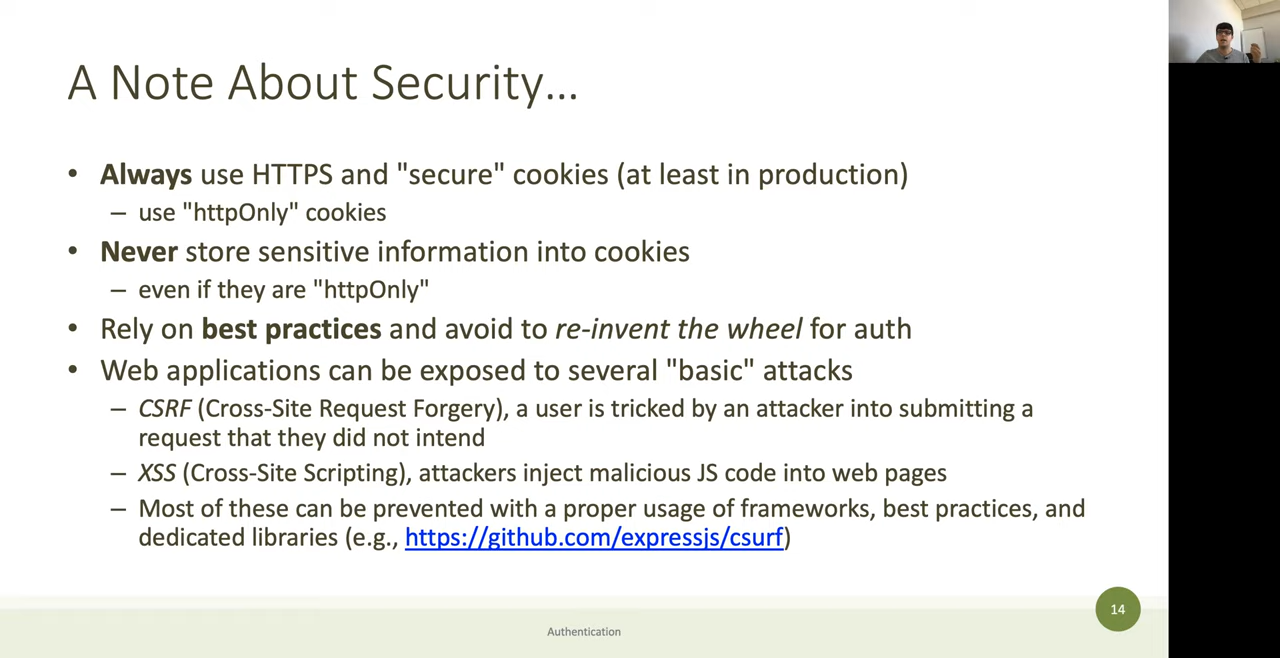 A Note About Security…
• Always use HTTPS and "secure" cookies (at least in production)
– use "httpOnly" cookies
• Never store sensitive information into cookies
– even if they are "httpOnly"
• Rely on best practices and avoid to re-invent the wheel for auth
• Web applications can be exposed to several "basic" attacks
– CSRF (Cross-Site Request Forgery), a user is tricked by an attacker into submitting a
request that they did not intend
– XSS (Cross-Site Scripting), attackers inject malicious JS code into web pages
– Most of these can be prevented with a proper usage of frameworks, best practices, and
dedicated libraries (e.g., https://github.com/expressjs/csurf)
14
Authentication